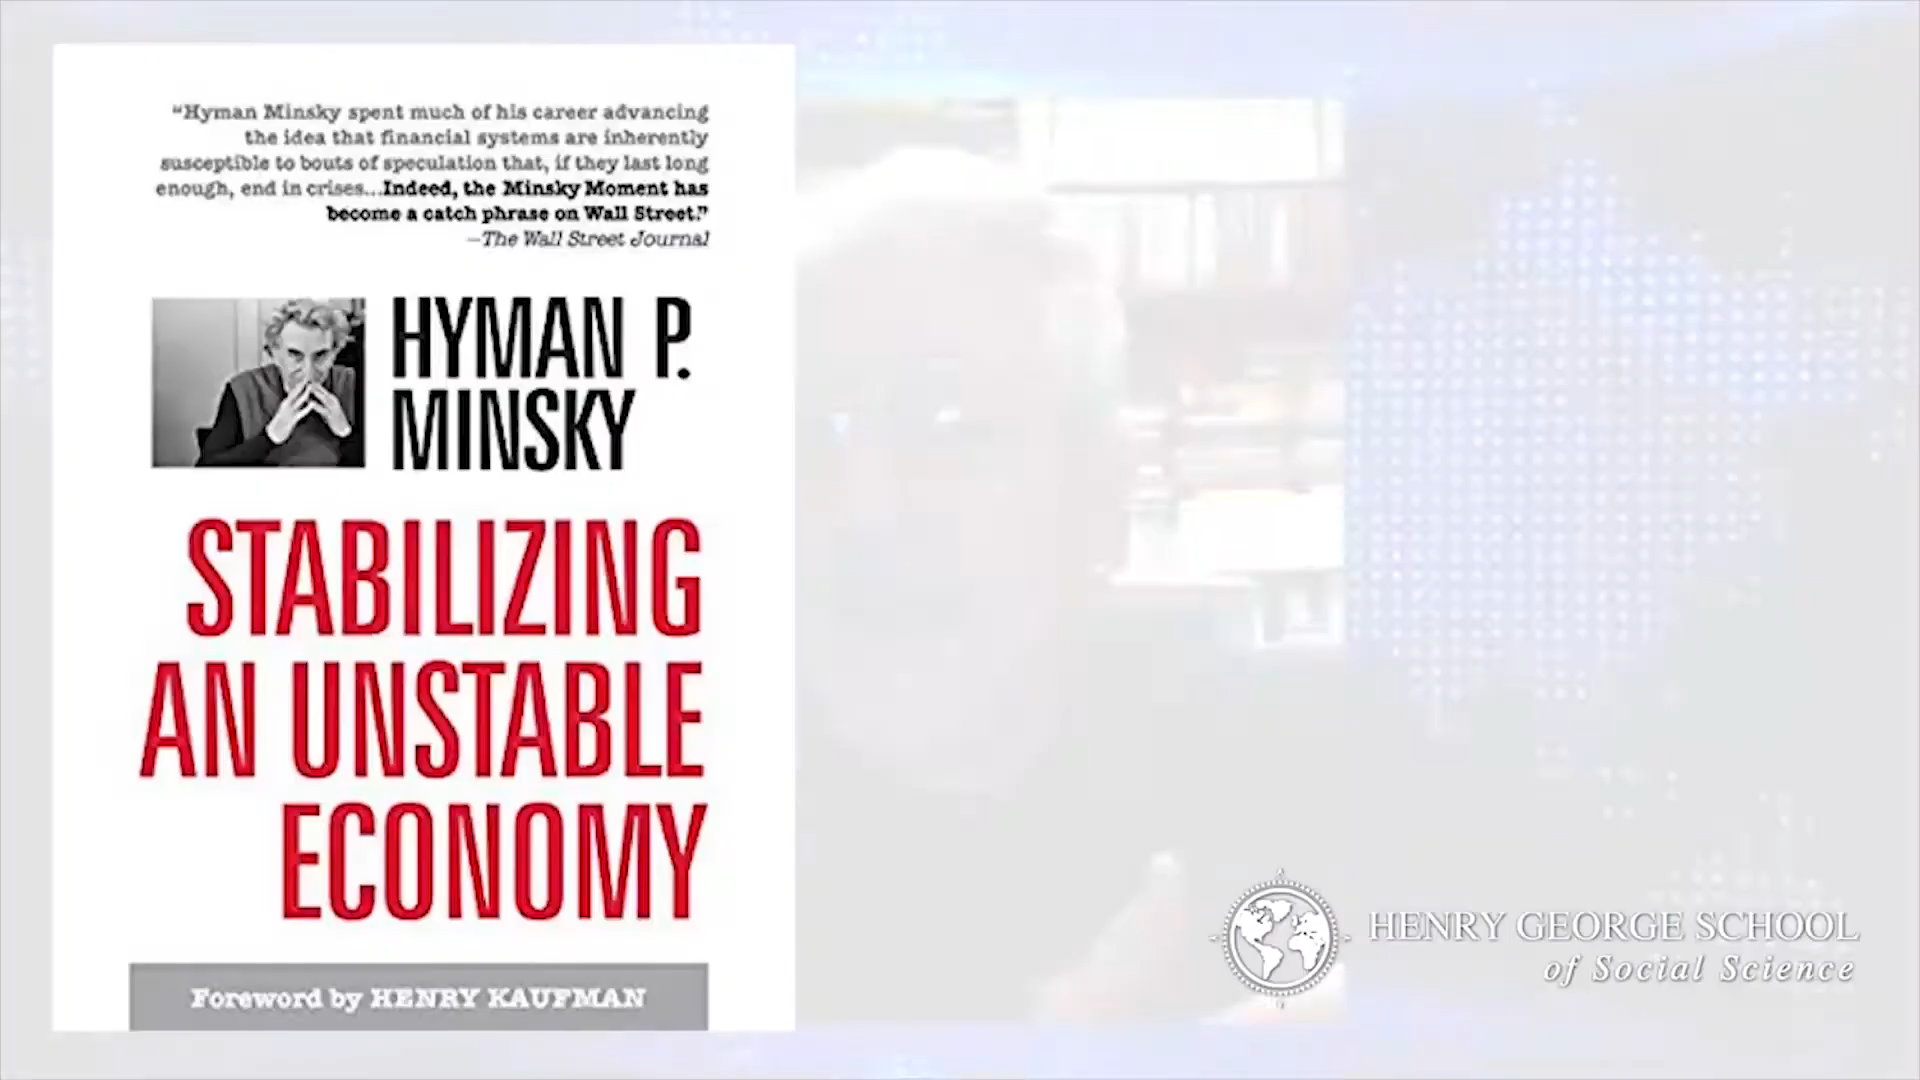 “Hyman Minsky spent much of his career advancing
the idea that financial systems are inherently
susceptible to bouts of speculation that, if they last long
enough, end in crises...Indeed, the Minsky Moment has
become a catch phrase on Wall Street.”
—The Wall Street Journal
HYMAN P.
MINSKY
STABILIZING
AN UNSTABLE
ECONOMY
Foreword by HENRY KAUFMAN
HENRY GEORGE SCHOOL
of Social Science